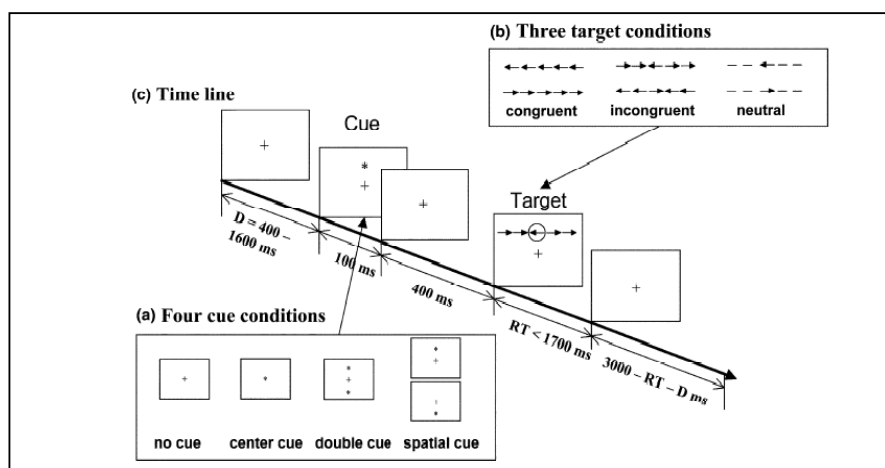 (b) Three target conditions
congruent incongruent neutral
(c) Time line
Cue
Target
D = 400 –
1600 ms
100 ms
400 ms
RT < 1700 ms
3000 – RT – D ms
(a) Four cue conditions
no cue center cue double cue spatial cue